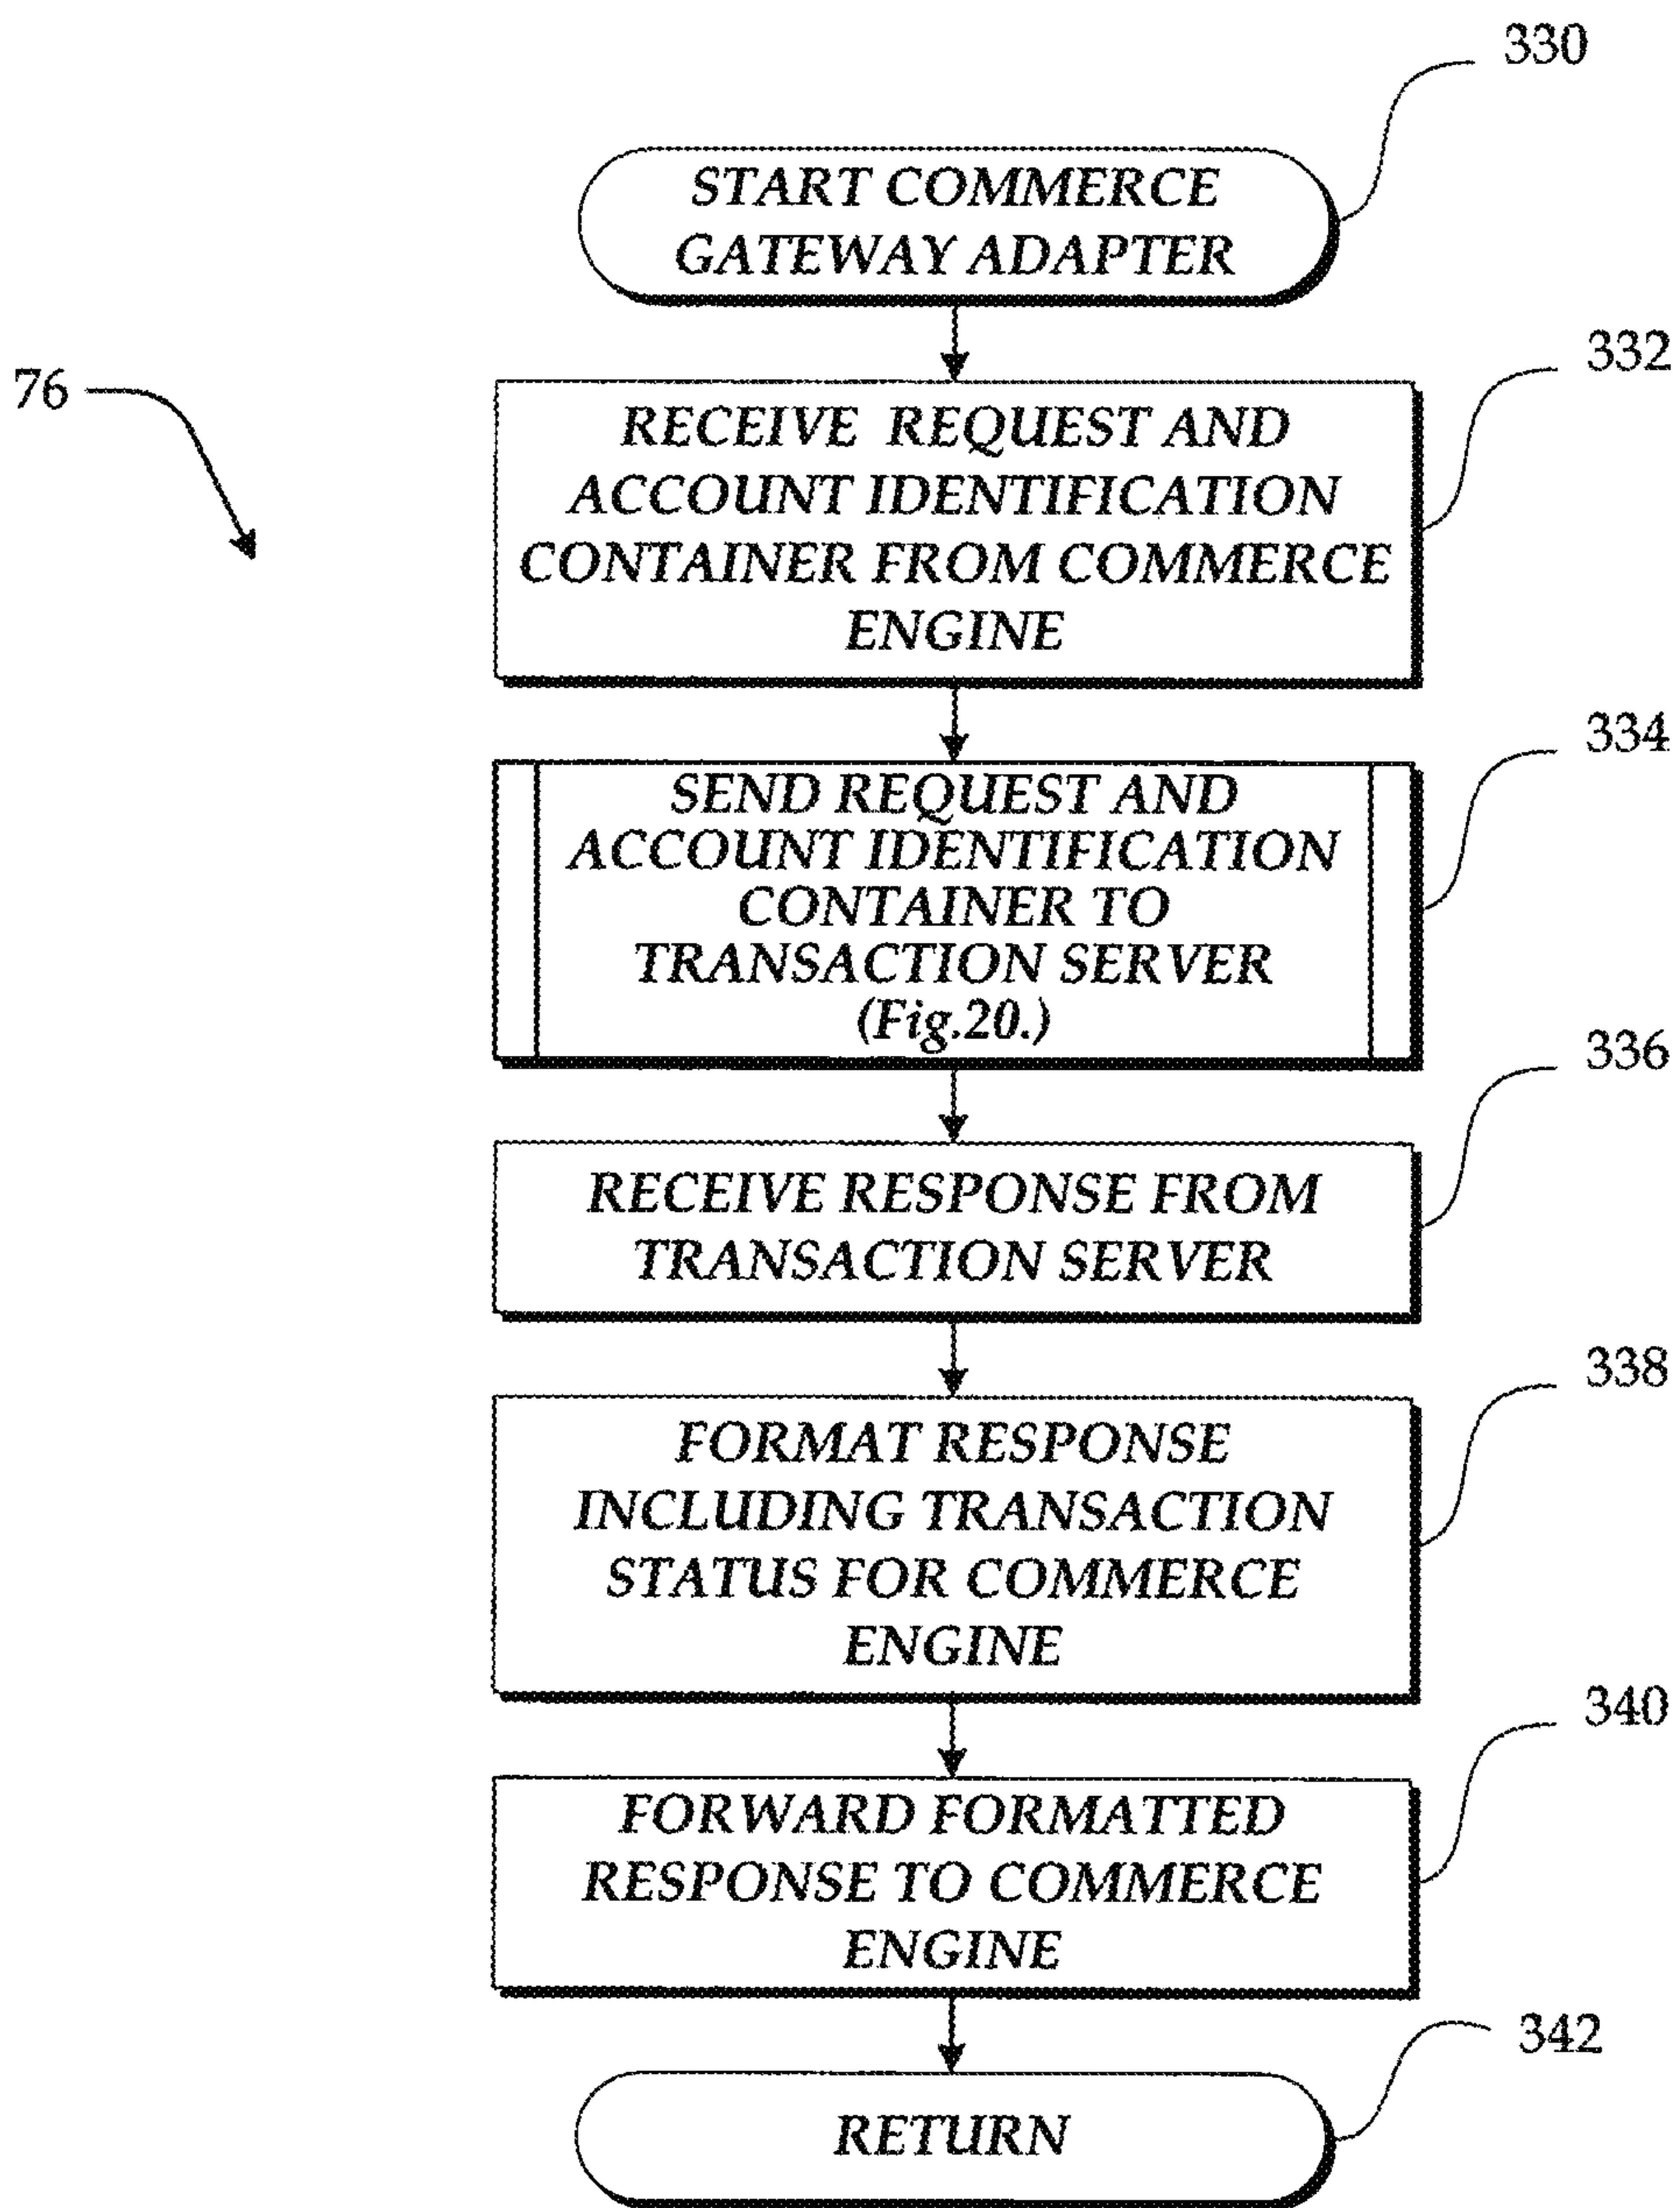 330
START COMMERCE
GATEWAY ADAPTER
332
76
RECEIVE REQUEST AND
ACCOUNT IDENTIFICATION
CONTAINER FROM COMMERCE
ENGINE
334
SEND REQUEST AND
ACCOUNT IDENTIFICATION
CONTAINER TO
TRANSACTION SERVER
(Fig.20.)
336
RECEIVE RESPONSE FROM
TRANSACTION SERVER
338
FORMAT RESPONSE
INCLUDING TRANSACTION
STATUS FOR COMMERCE
ENGINE
340
FORWARD FORMATTED
RESPONSE TO COMMERCE
ENGINE
342
RETURN